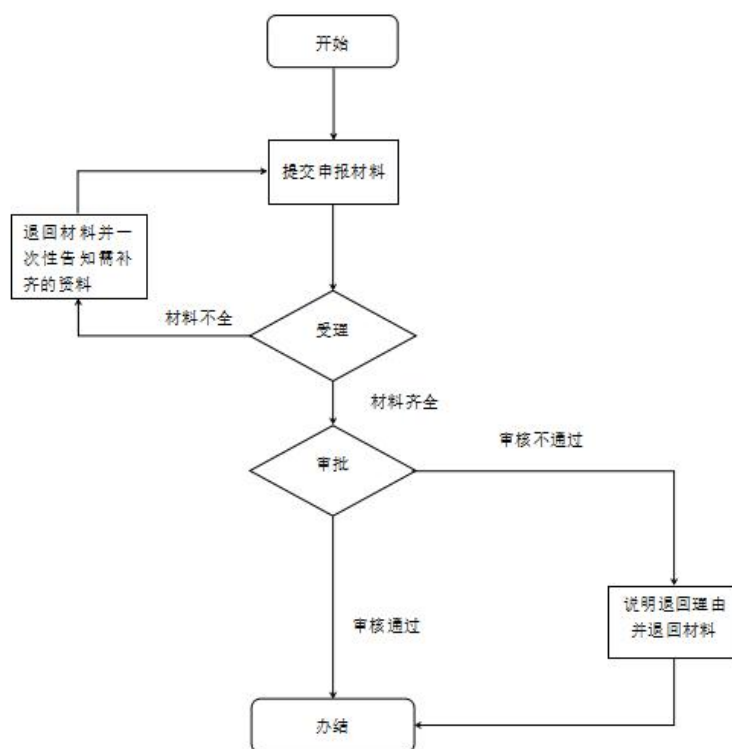 开始
提交申报材料
退回材料并一
次性告知需补
齐的资料
材料不全
受理
材料齐全
审批
审核不通过
说明退回理由
并退回材料
审核通过
办结